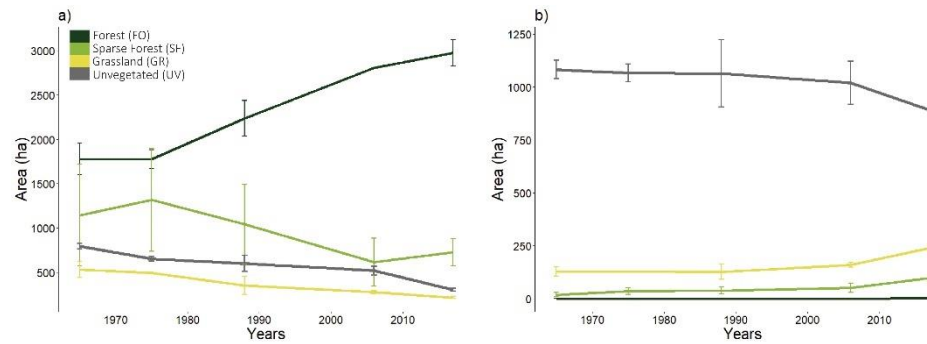 a)
Forest (FO)
Sparse Forest (SF)
Grassland (GR)
Unvegetated (UV)
Area (ha)
3000
2500
2000
1500
1000
500
1970 1980 1990 2000 2010
Years
b)
Area (ha)
1250
1000
750
500
250
0
1970 1980 1990 2000 2010
Years